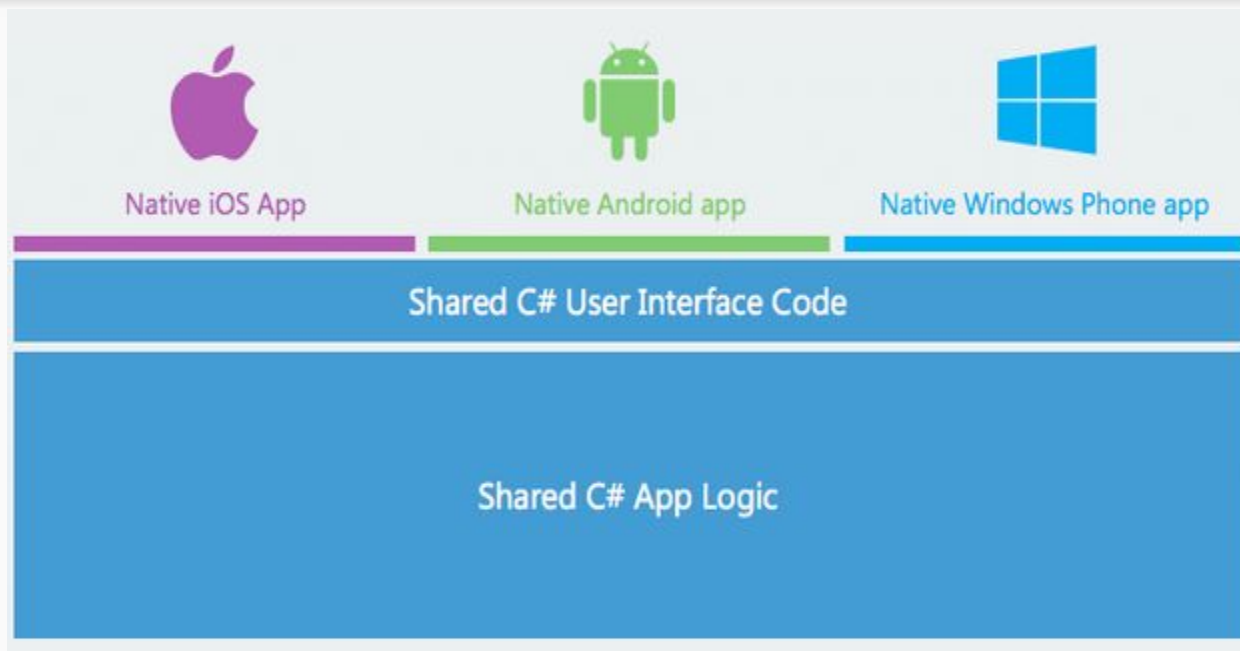 Native iOS App
Native Android app
Native Windows Phone app
Shared C# User Interface Code
Shared C# App Logic